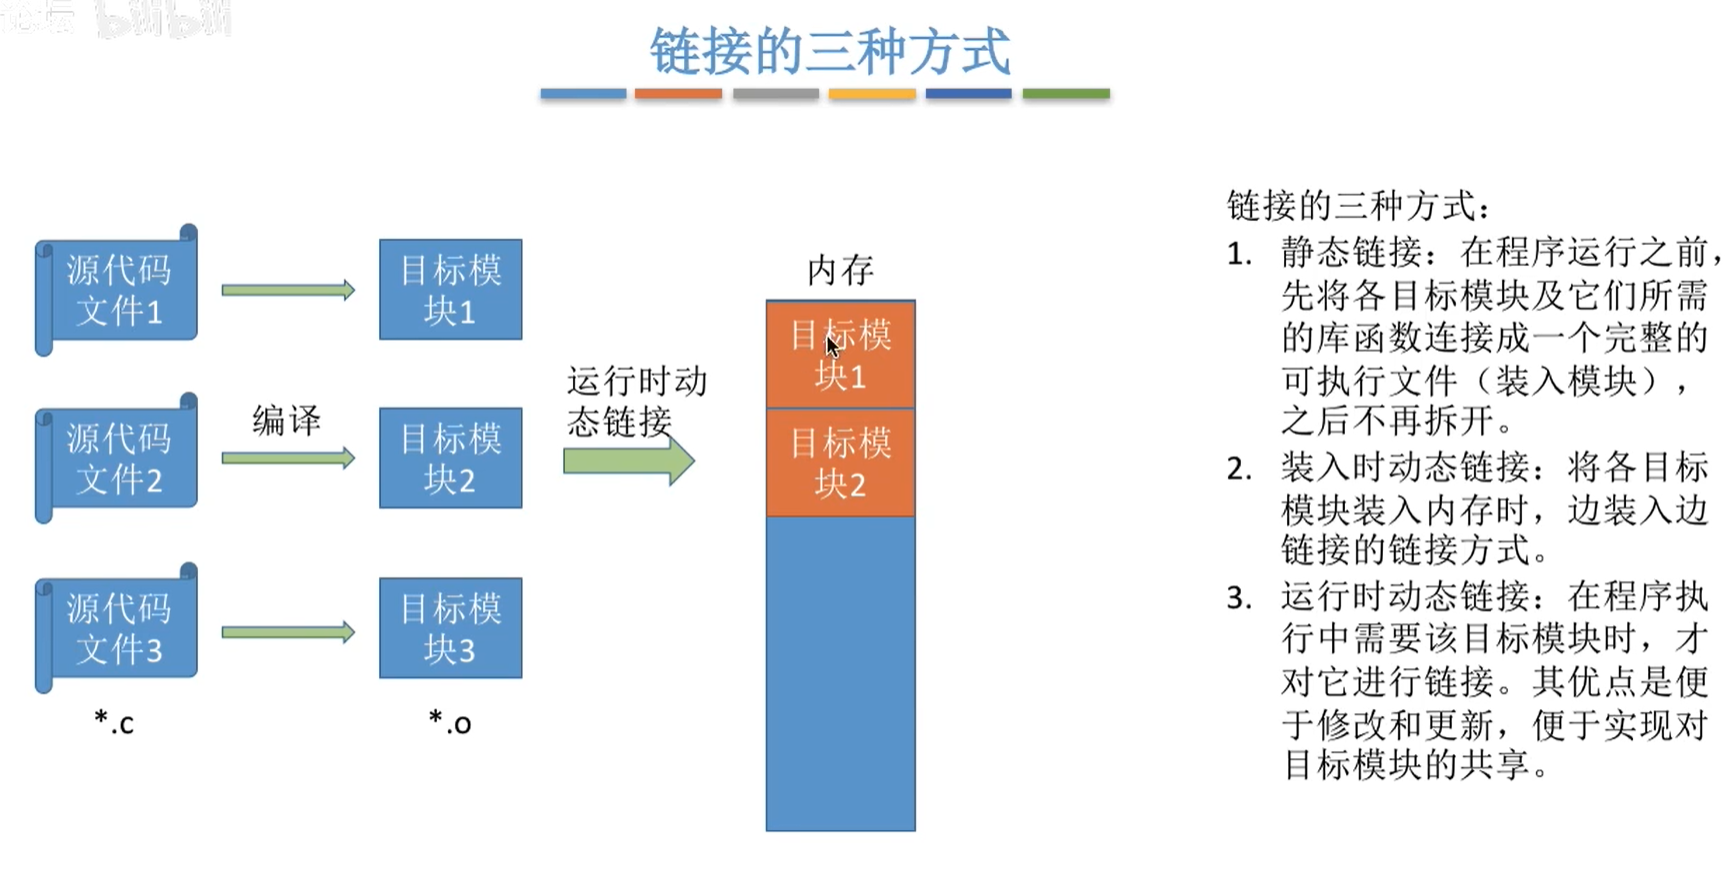 论坛 bilibili
链接的三种方式
源代码
文件1
目标模
块1
源代码
文件2
编译
目标模
块2
源代码
文件3
目标模
块3
*.c
*.o
运行时动
态链接
内存
目标模
块1
目标模
块2
链接的三种方式：
1. 静态链接：在程序运行之前，
先将各目标模块及它们所需
的库函数连接成一个完整的
可执行文件（装入模块），
之后不再拆开。
2. 装入时动态链接：将各目标
模块装入内存时，边装入边
链接的链接方式。
3. 运行时动态链接：在程序执
行中需要该目标模块时，才
对它进行链接。其优点是便
于修改和更新，便于实现对
目标模块的共享。